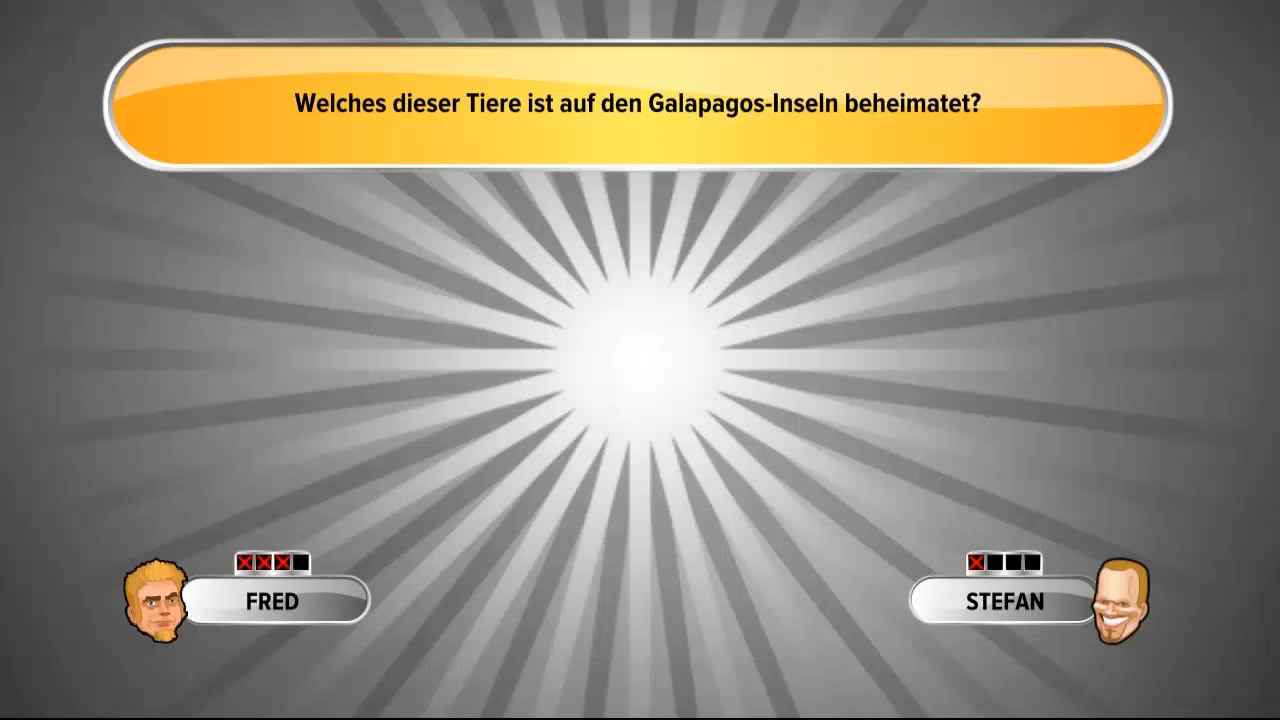 Welches dieser Tiere ist auf den Galapagos-Inseln beheimatet?
FRED
STEFAN